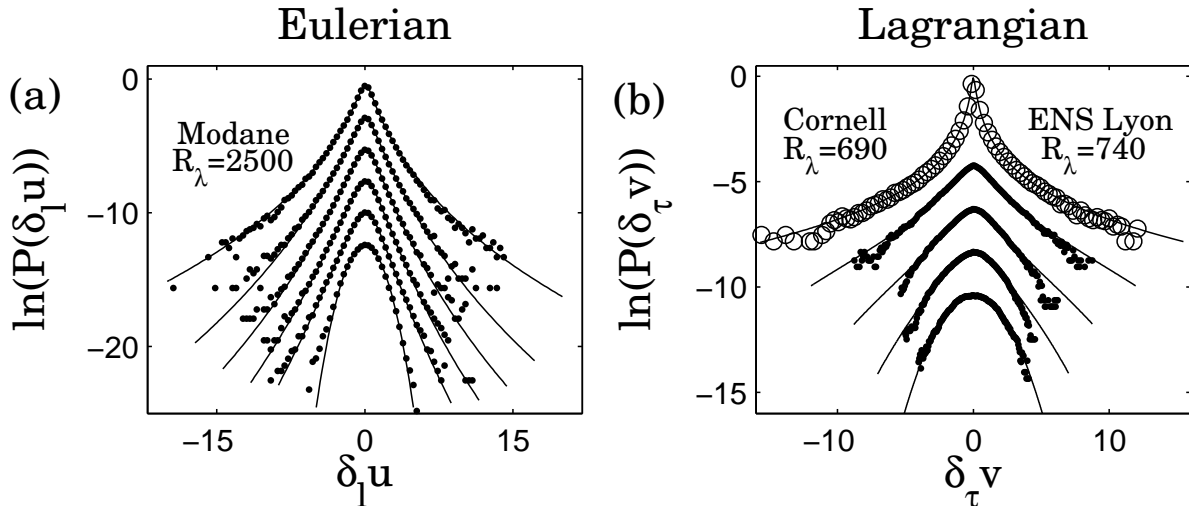 Eulerian
(a)
ln(P(δ_l u))
0
−10
−20
Modane
R_λ=2500
−15
0
15
δ_l u
Lagrangian
(b)
ln(P(δ_τ v))
0
−5
−10
−15
Cornell
R_λ=690
ENS Lyon
R_λ=740
−10
0
10
δ_τ v